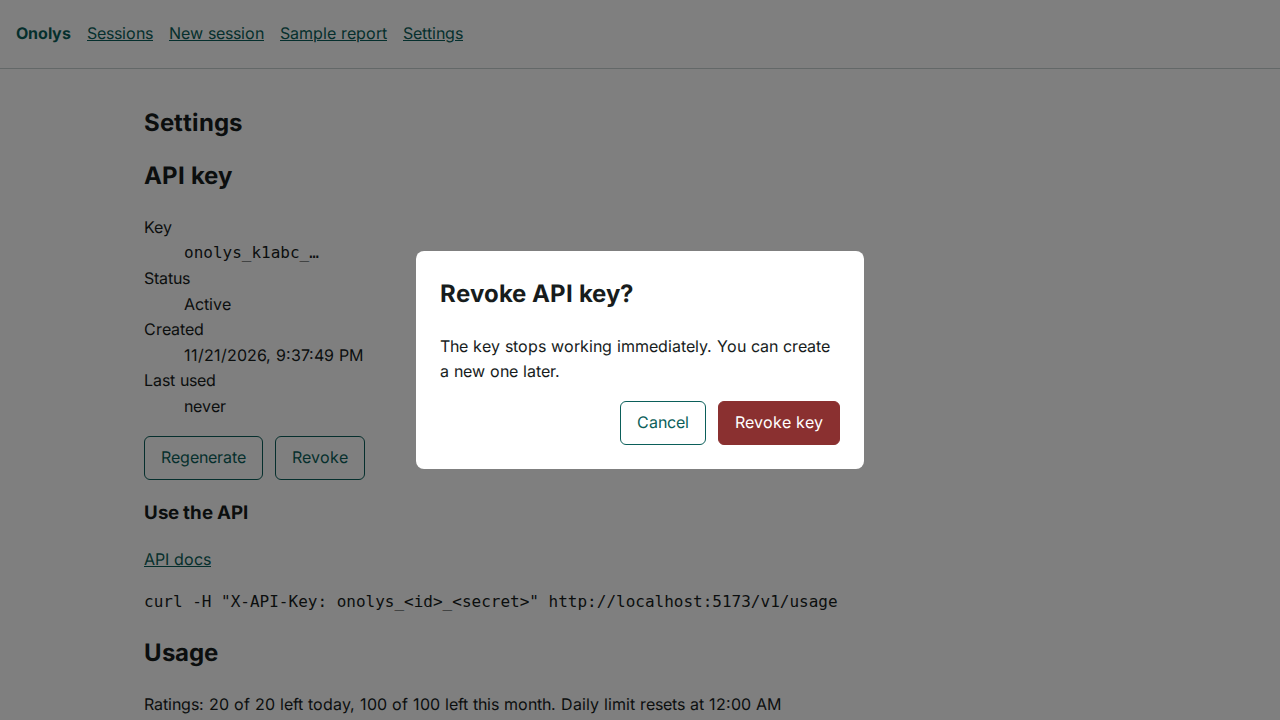 Onolys Sessions New session Sample report Settings
Settings
API key
Key
onolys_k1abc_…
Status
Active
Created
11/21/2026, 9:37:49 PM
Last used
never
Regenerate Revoke
Revoke API key?
The key stops working immediately. You can create
a new one later.
Cancel Revoke key
Use the API
API docs
curl -H "X-API-Key: onolys_<id>_<secret>" http://localhost:5173/v1/usage
Usage
Ratings: 20 of 20 left today, 100 of 100 left this month. Daily limit resets at 12:00 AM